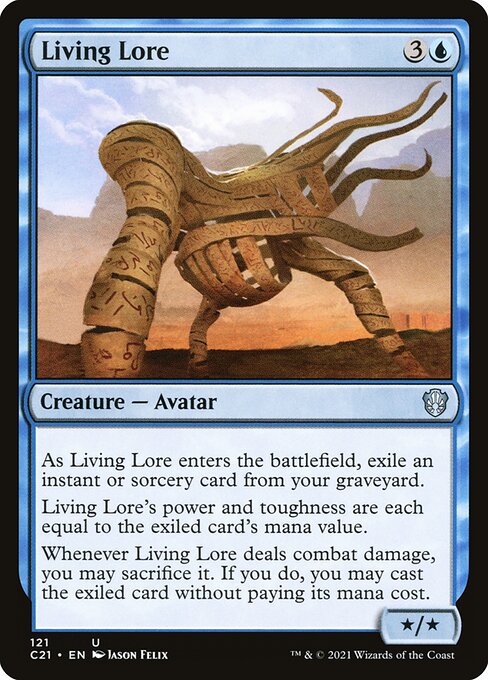 Living Lore 3
Creature — Avatar
As Living Lore enters the battlefield, exile an
instant or sorcery card from your graveyard.
Living Lore's power and toughness are each
equal to the exiled card's mana value.
Whenever Living Lore deals combat damage,
you may sacrifice it. If you do, you may cast
the exiled card without paying its mana cost.
★/★
121 U
C21 • EN Jason Felix
™ & © 2021 Wizards of the Coast